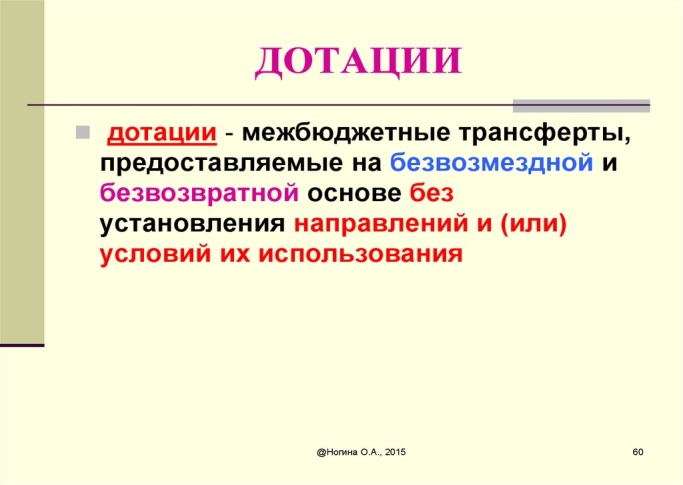 ДОТАЦИИ
дотации - межбюджетные трансферты,
предоставляемые на безвозмездной и
безвозвратной основе без
установления направлений и (или)
условий их использования
@Ногина О.А., 2015
60